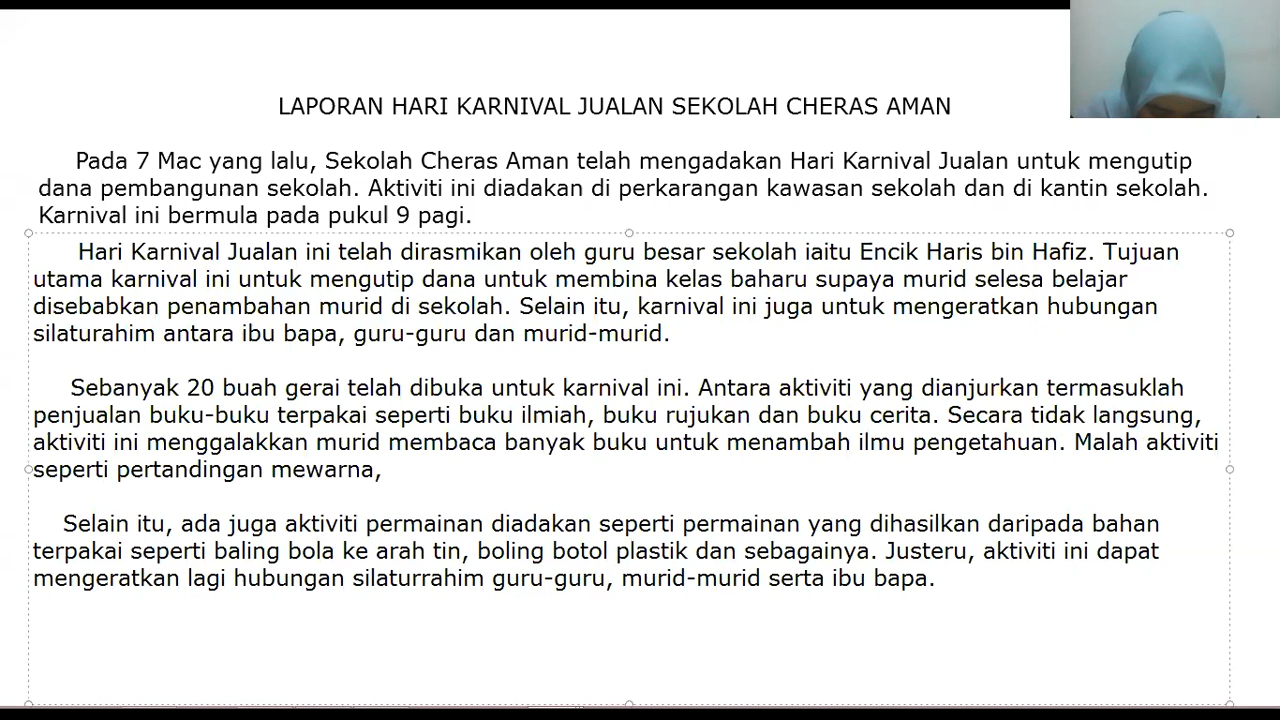 LAPORAN HARI KARNIVAL JUALAN SEKOLAH CHERAS AMAN
Pada 7 Mac yang lalu, Sekolah Cheras Aman telah mengadakan Hari Karnival Jualan untuk mengutip
dana pembangunan sekolah. Aktiviti ini diadakan di perkarangan kawasan sekolah dan di kantin sekolah.
Karnival ini bermula pada pukul 9 pagi.
Hari Karnival Jualan ini telah dirasmikan oleh guru besar sekolah iaitu Encik Haris bin Hafiz. Tujuan
utama karnival ini untuk mengutip dana untuk membina kelas baharu supaya murid selesa belajar
disebabkan penambahan murid di sekolah. Selain itu, karnival ini juga untuk mengeratkan hubungan
silaturahim antara ibu bapa, guru-guru dan murid-murid.
Sebanyak 20 buah gerai telah dibuka untuk karnival ini. Antara aktiviti yang dianjurkan termasuklah
penjualan buku-buku terpakai seperti buku ilmiah, buku rujukan dan buku cerita. Secara tidak langsung,
aktiviti ini menggalakkan murid membaca banyak buku untuk menambah ilmu pengetahuan. Malah aktiviti
seperti pertandingan mewarna,
Selain itu, ada juga aktiviti permainan diadakan seperti permainan yang dihasilkan daripada bahan
terpakai seperti baling bola ke arah tin, boling botol plastik dan sebagainya. Justeru, aktiviti ini dapat
mengeratkan lagi hubungan silaturrahim guru-guru, murid-murid serta ibu bapa.